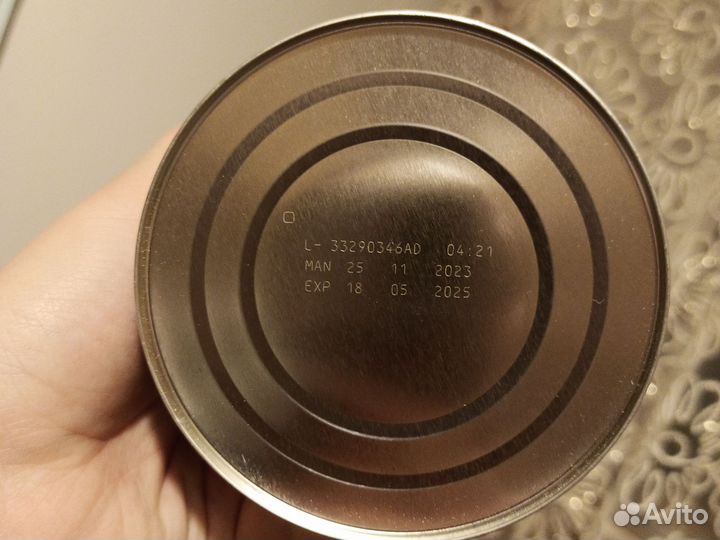 L- 33290346AD 04:21
MAN 25 11 2023
EXP 18 05 2025
Avito